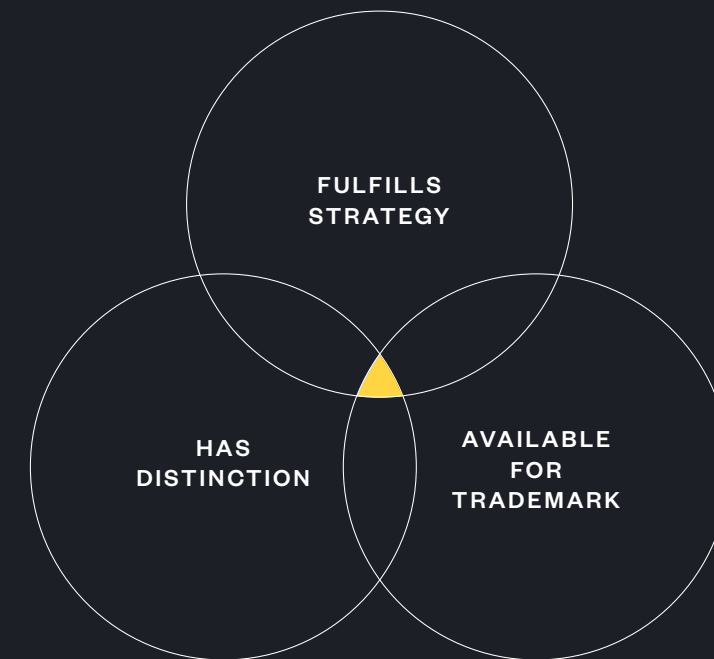 FULFILLS
STRATEGY
HAS
DISTINCTION
AVAILABLE
FOR
TRADEMARK